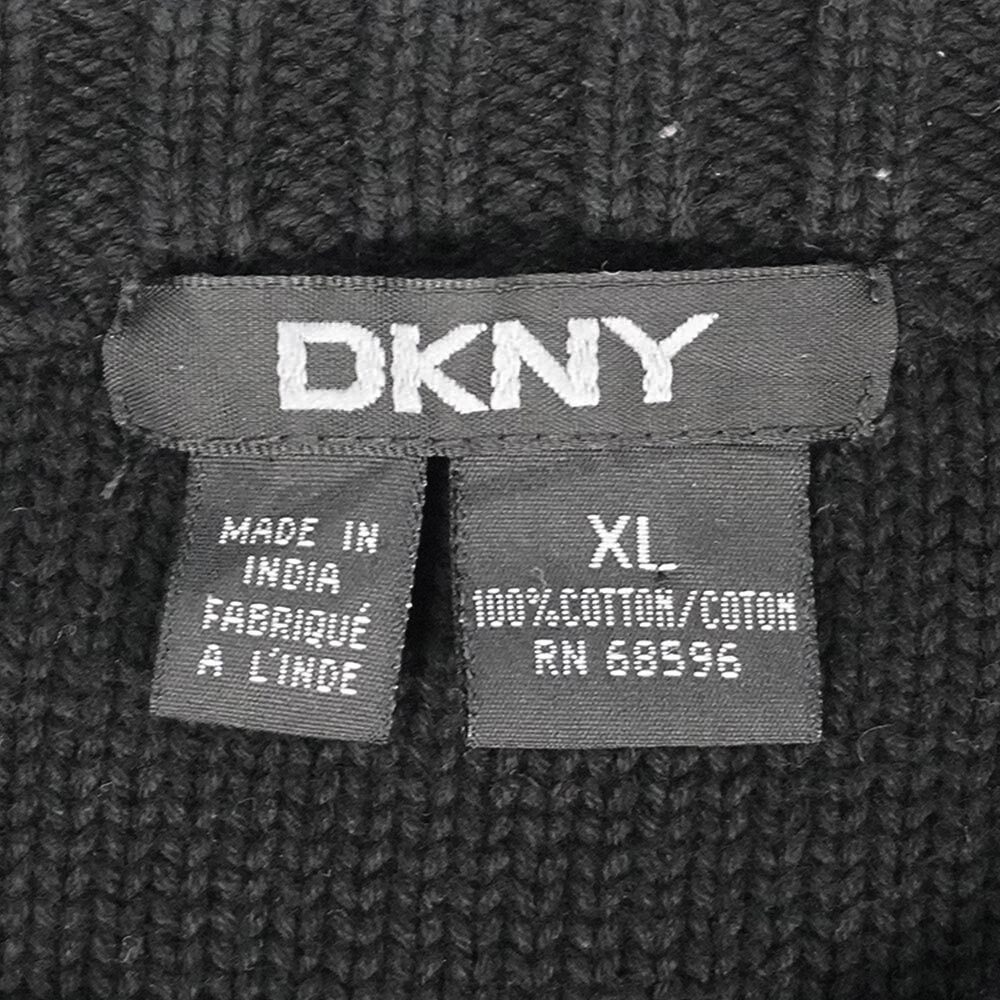 DKNY
MADE IN
INDIA
FABRIQUÉ
A L'INDE
XL
100%COTTON/COTON
RN 68596